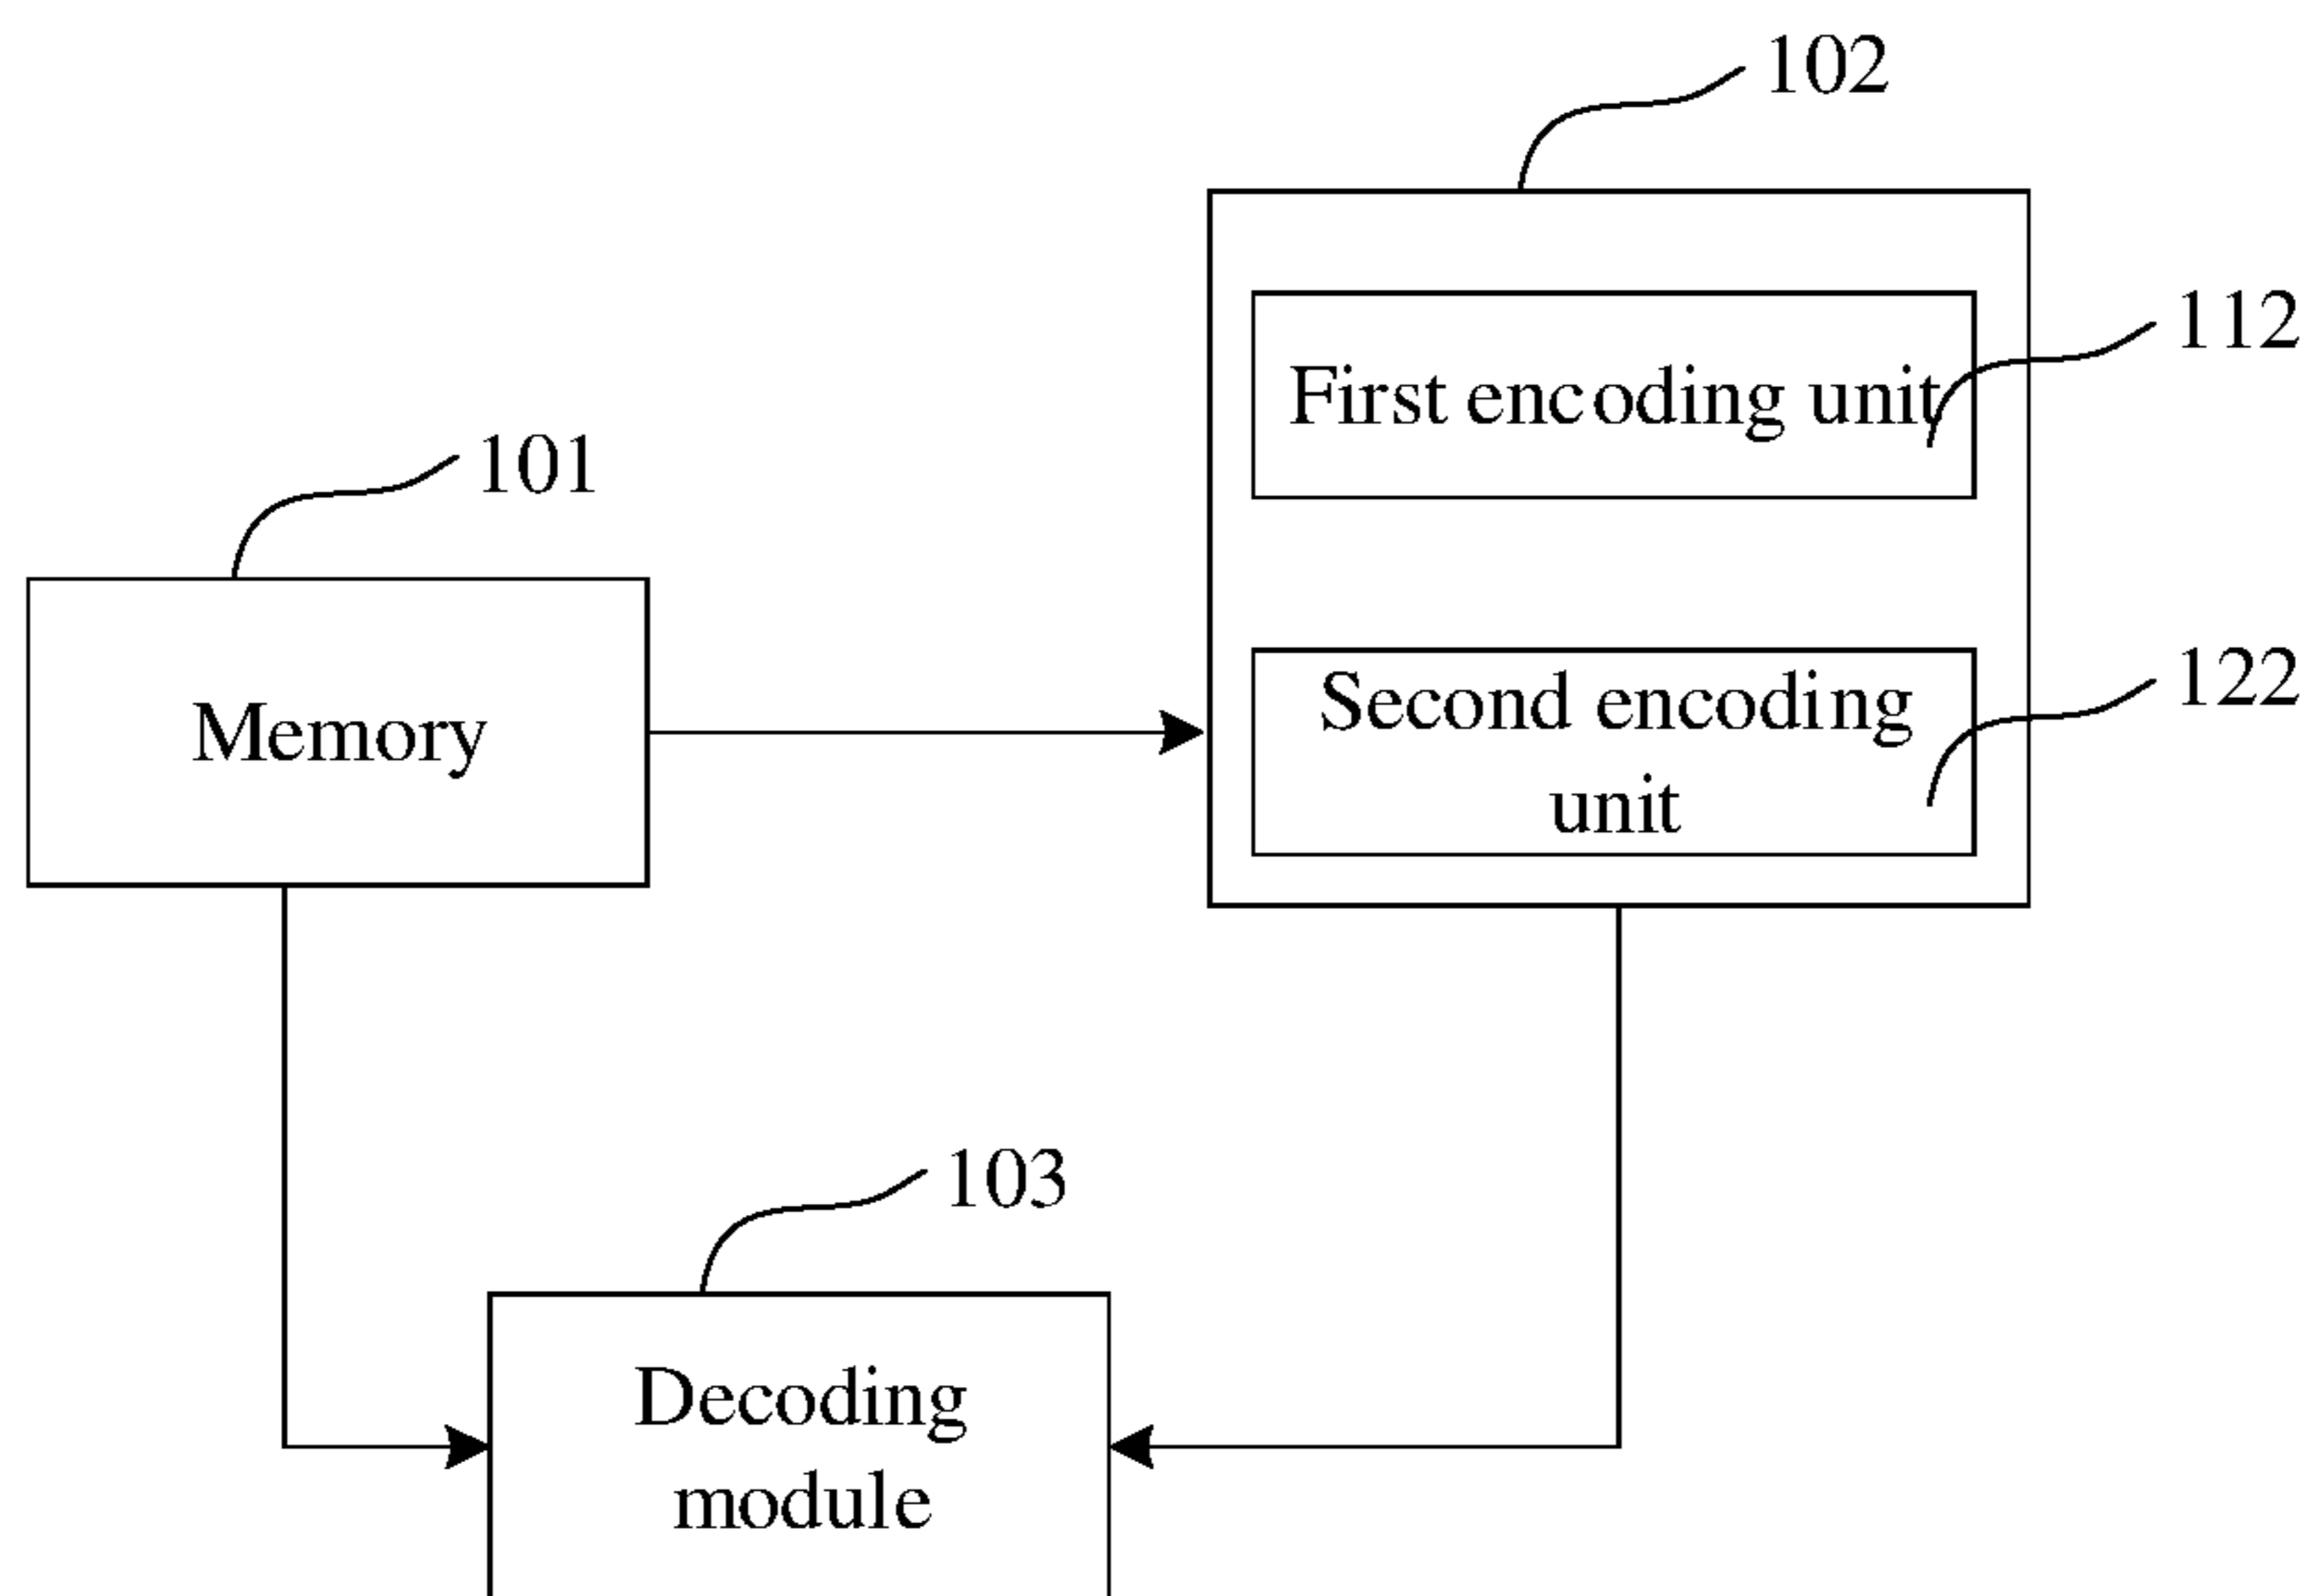 102
First encoding unit
112
101
Memory
Second encoding
unit
122
103
Decoding
module